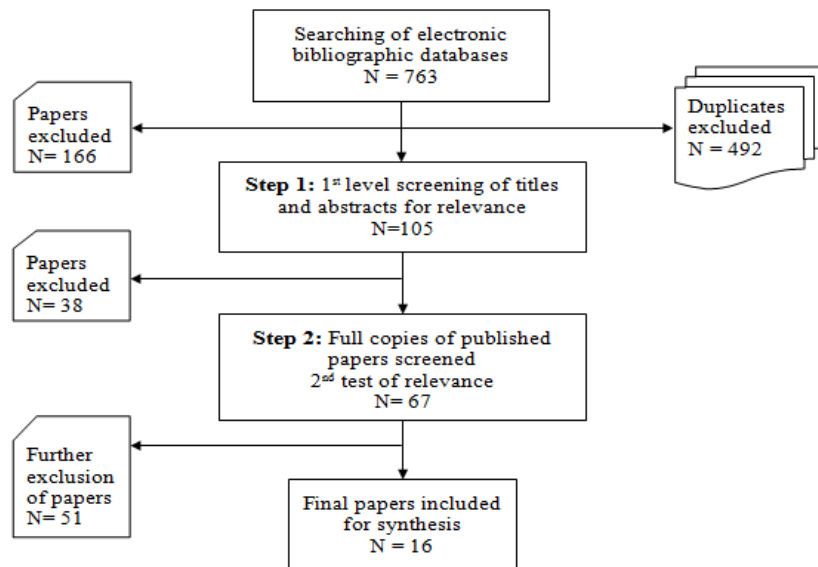 Searching of electronic
bibliographic databases
N = 763
Papers
excluded
N= 166
Duplicates
excluded
N = 492
Step 1: 1st level screening of titles
and abstracts for relevance
N=105
Papers
excluded
N= 38
Step 2: Full copies of published
papers screened
2nd test of relevance
N= 67
Further
exclusion
of papers
N= 51
Final papers included
for synthesis
N = 16